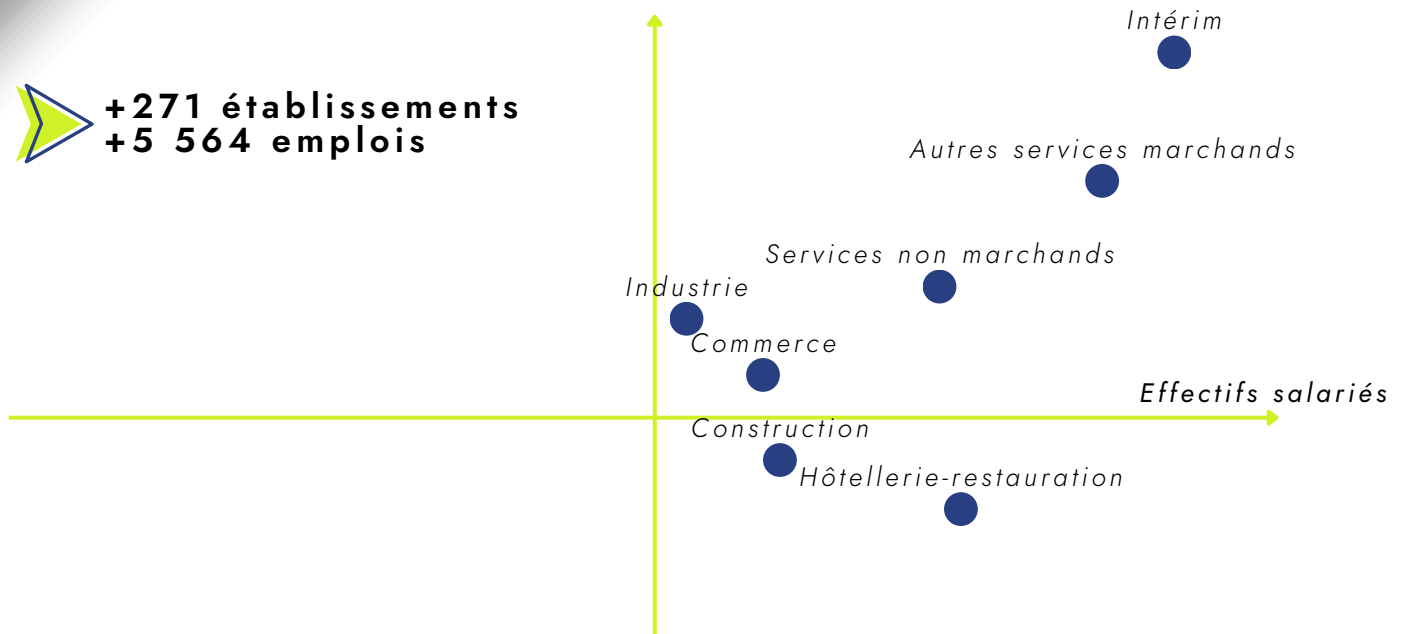 Intérim
+271 établissements
+5 564 emplois
Autres services marchands
Services non marchands
Industrie
Commerce
Effectifs salariés
Construction
Hôtellerie-restauration